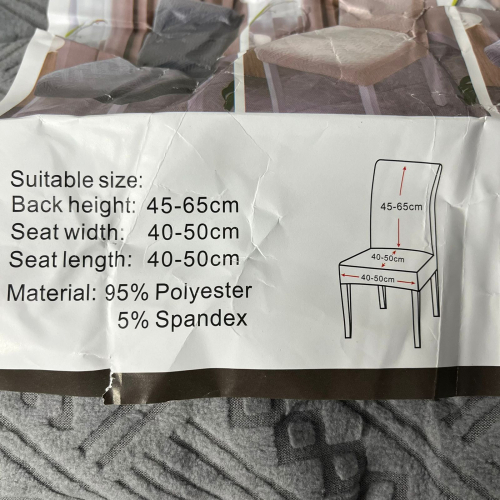 Suitable size:
Back height: 45-65cm
Seat width: 40-50cm
Seat length: 40-50cm
Material: 95% Polyester
5% Spandex
45-65cm
40-50cm
40-50cm